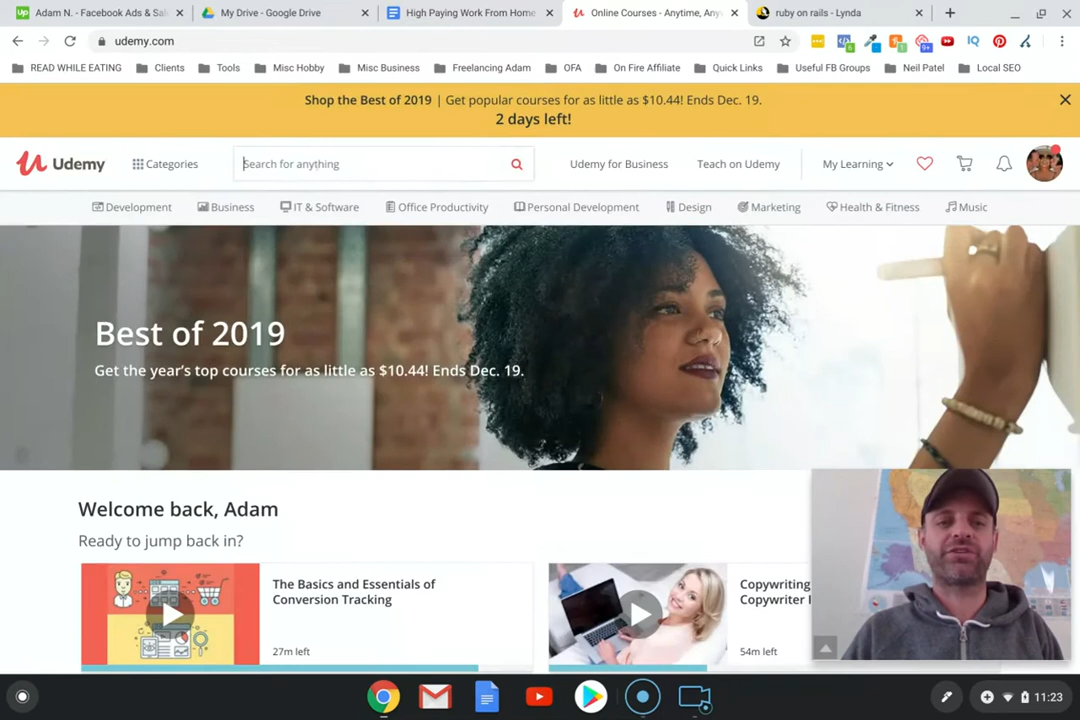 Adam N. - Facebook Ads & Sal
My Drive - Google Drive
High Paying Work From Home
Online Courses - Anytime, Any
ruby on rails - Lynda
udemy.com
6
1
9+
IQ
READ WHILE EATING
Clients
Tools
Misc Hobby
Misc Business
Freelancing Adam
OFA
On Fire Affiliate
Quick Links
Useful FB Groups
Neil Patel
Local SEO
Shop the Best of 2019 | Get popular courses for as little as $10.44! Ends Dec. 19.
2 days left!
Udemy
Categories
Search for anything
Udemy for Business
Teach on Udemy
My Learning
Development
Business
IT & Software
Office Productivity
Personal Development
Design
Marketing
Health & Fitness
Music
Best of 2019
Get the year's top courses for as little as $10.44! Ends Dec. 19.
Welcome back, Adam
Ready to jump back in?
The Basics and Essentials of
Conversion Tracking
27m left
Copywriting
Copywriter
54m left
11:23